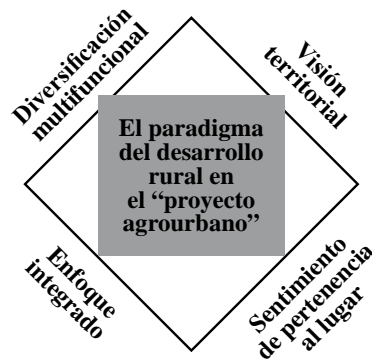 Diversificación
multifuncional
Visión
territorial
El paradigma
del desarrollo
rural en
el “proyecto
agrourbano”
Enfoque
integrado
Sentimiento
de pertenencia
al lugar